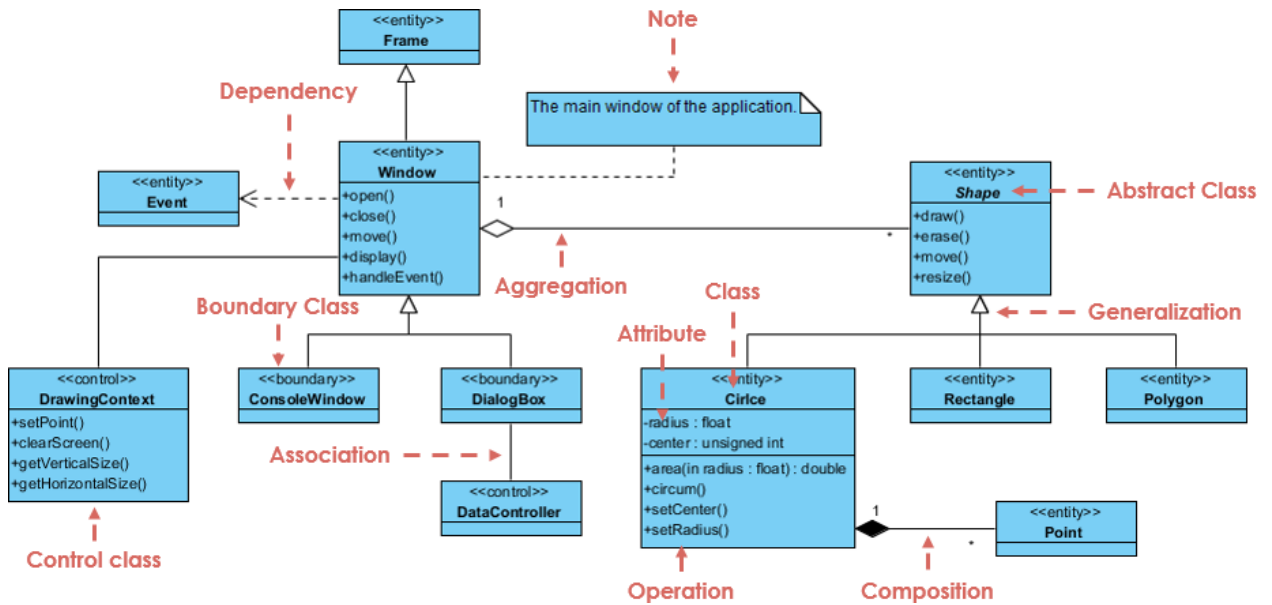 <<entity>>
Frame
Note
Dependency
The main window of the application.
<<entity>>
Window
+open()
+close()
+move()
+display()
+handleEvent()
<<entity>>
Event
1
*
Aggregation
<<entity>>
Shape
+draw()
+erase()
+move()
+resize()
Abstract Class
Generalization
Boundary Class
Class
Attribute
<<control>>
DrawingContext
+setPoint()
+clearScreen()
+getVerticalSize()
+getHorizontalSize()
Control class
<<boundary>>
ConsoleWindow
<<boundary>>
DialogBox
Association
<<control>>
DataController
<<entity>>
Cirlce
-radius : float
-center : unsigned int
+area(in radius : float) : double
+circum()
+setCenter()
+setRadius()
Operation
<<entity>>
Rectangle
<<entity>>
Polygon
1
*
Composition
<<entity>>
Point